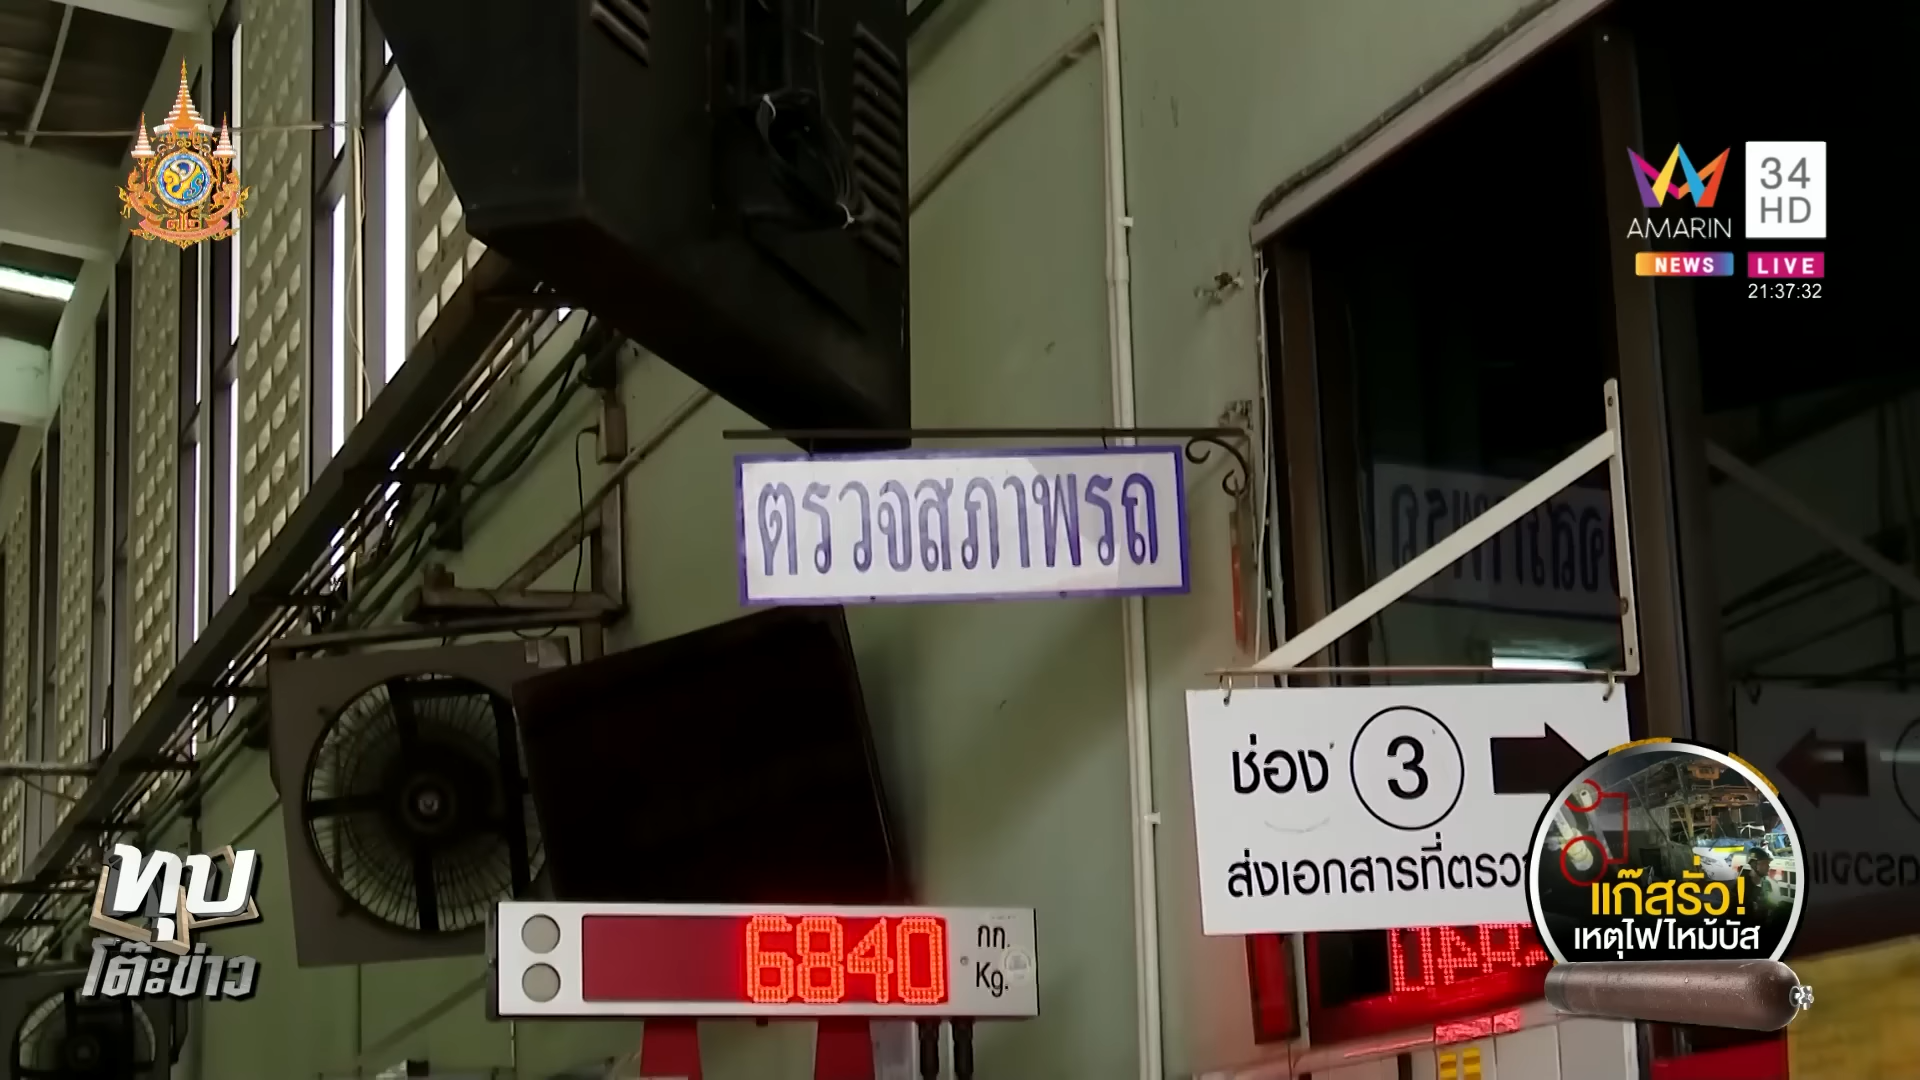 AMARIN
34
HD
NEWS
LIVE
21:37:32
ตรวจสภาพรถ
ช่อง 3
ส่งเอกสารที่ตรวจ
6840
กก.
Kg.
ทุบ
โต๊ะข่าว
แก๊สรั่ว!
เหตุไฟไหม้บัส